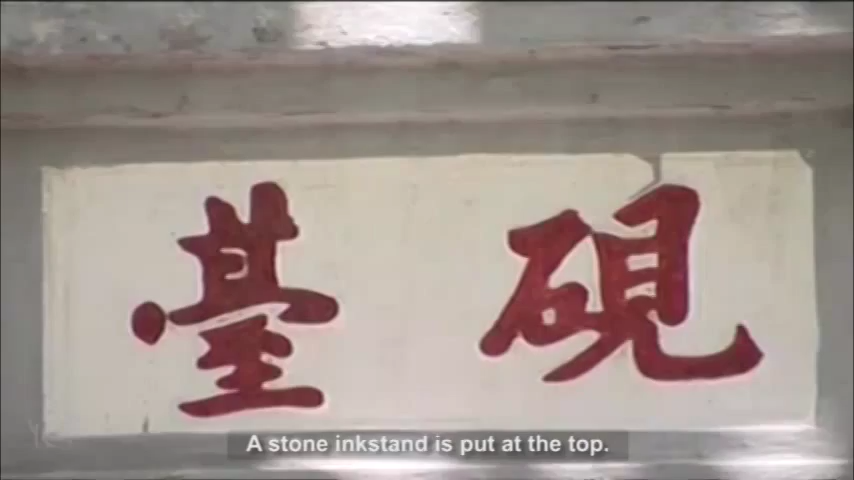 硯臺
A stone inkstand is put at the top.